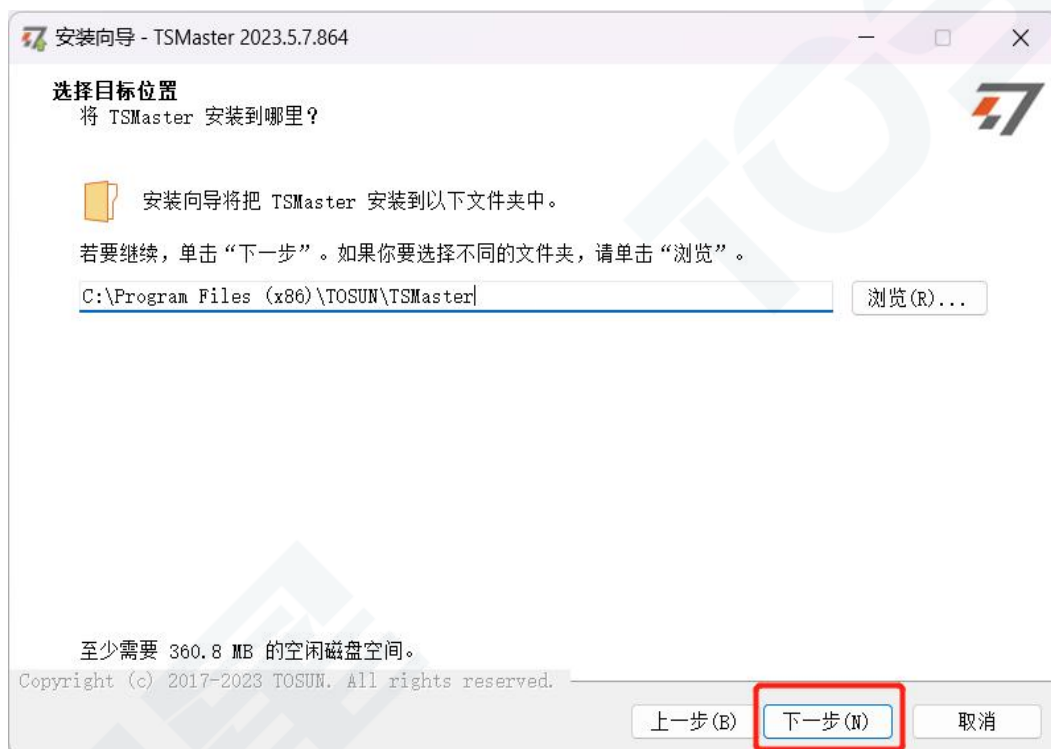 安装向导 - TSMaster 2023.5.7.864
选择目标位置
将 TSMaster 安装到哪里？
安装向导将把 TSMaster 安装到以下文件夹中。
若要继续，单击“下一步”。如果你要选择不同的文件夹，请单击“浏览”。
C:\Program Files (x86)\TOSUN\TSMaster
浏览(R)...
至少需要 360.8 MB 的空闲磁盘空间。
Copyright (c) 2017-2023 TOSUN. All rights reserved.
上一步(B) 下一步(N) 取消